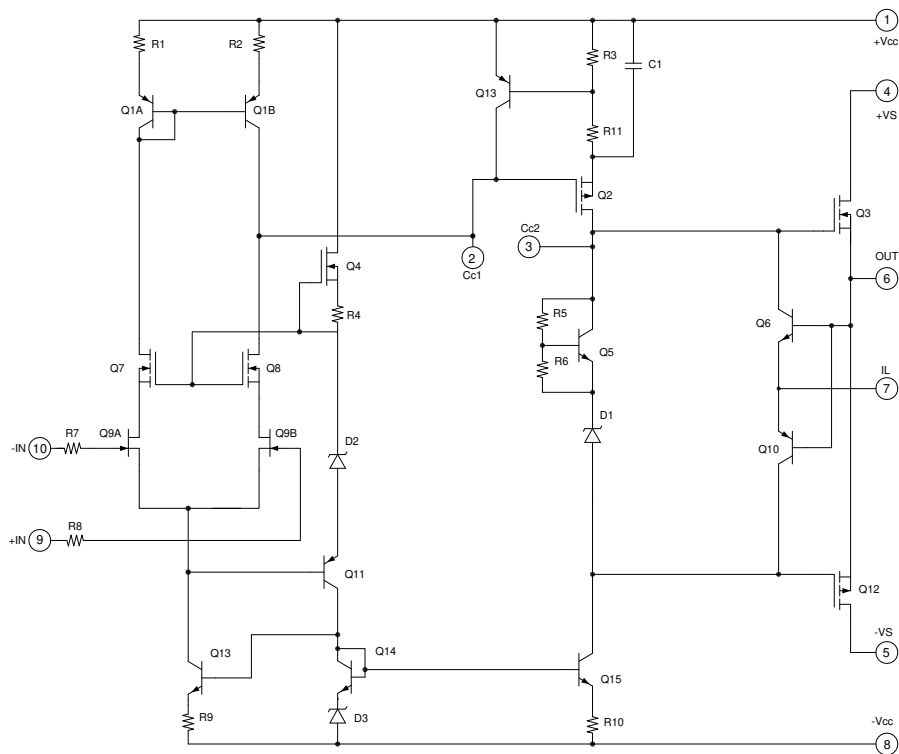 R1
R2
1
+Vcc
R3
C1
Q13
4
+VS
Q1A
Q1B
R11
Q2
Q3
Cc2
3
2
Cc1
OUT
6
Q4
R4
R5
Q6
R6
Q5
Q7
Q8
IL
7
D1
-IN
10
R7
Q9A
Q9B
D2
Q10
+IN
9
R8
Q11
Q12
-VS
5
Q13
Q14
Q15
R9
D3
R10
-Vcc
8